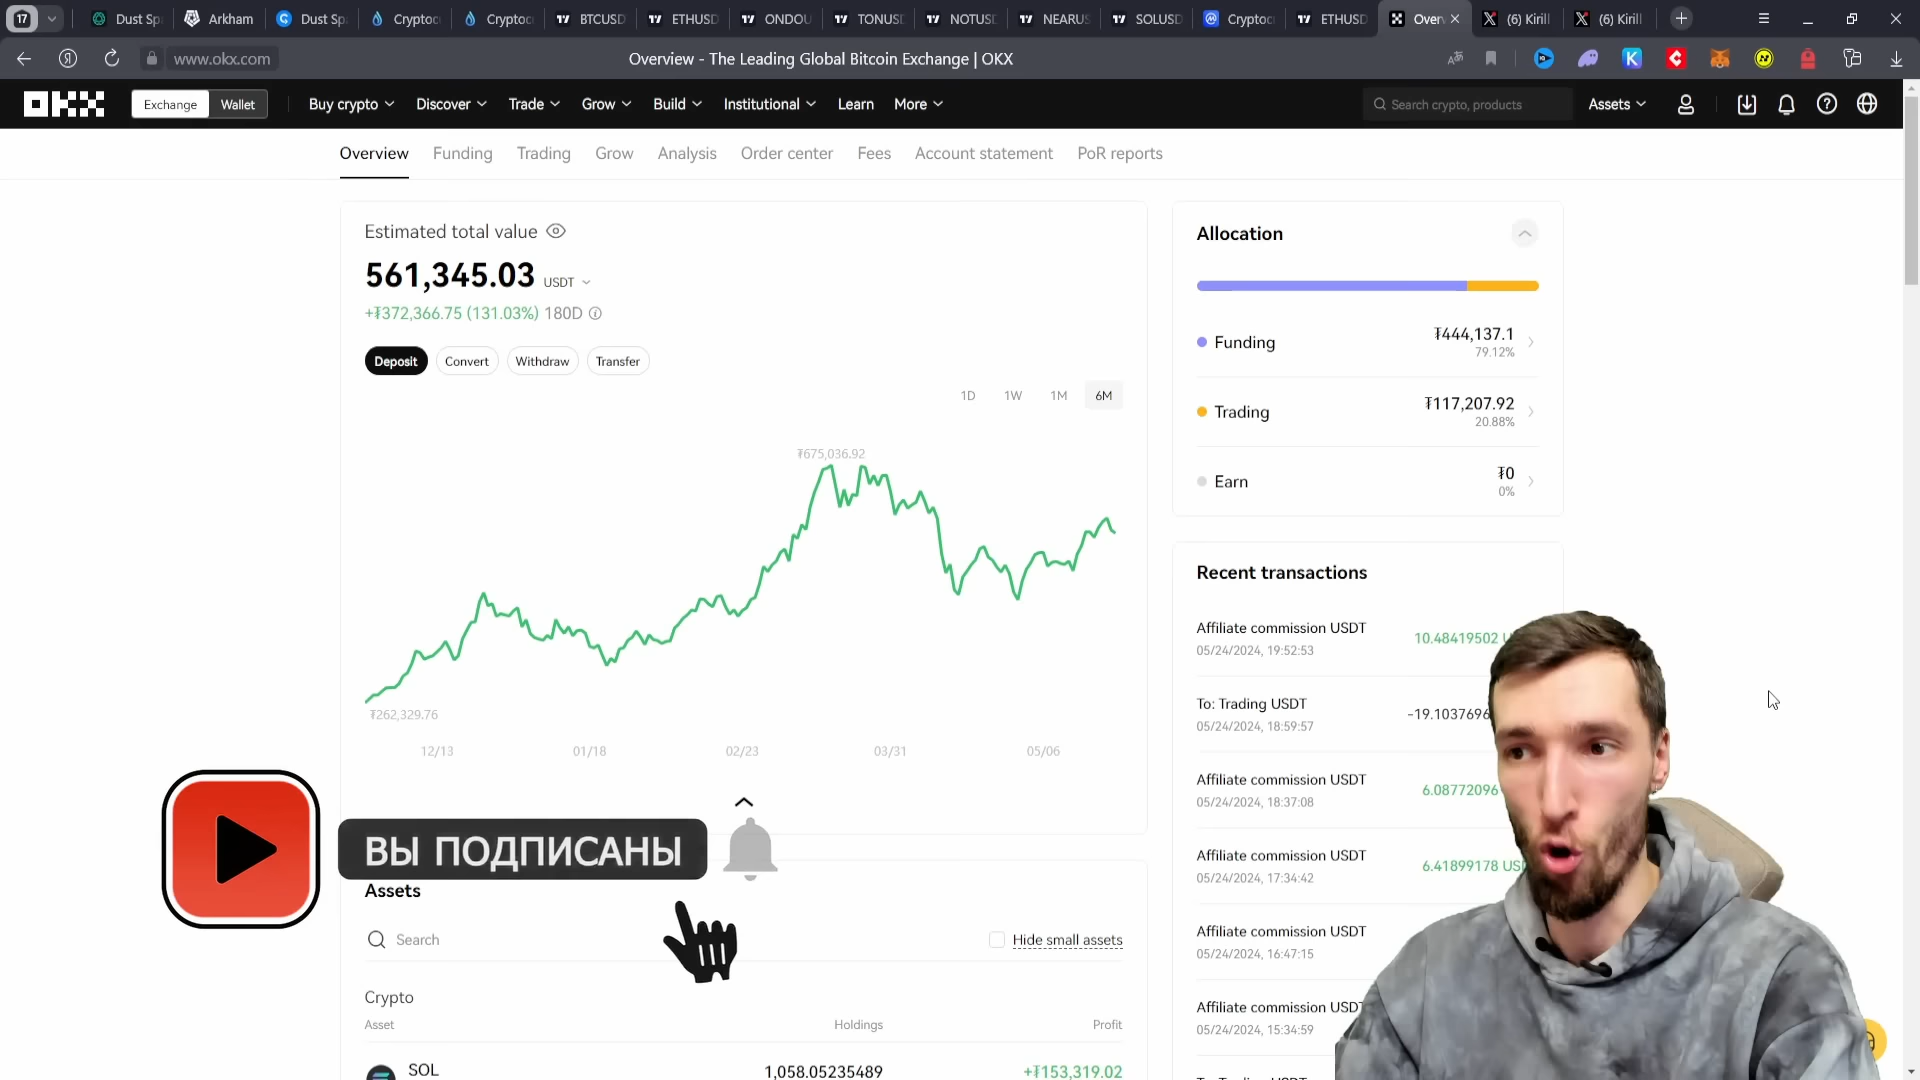 17
Dust Sp
Arkham
Dust Sp
Cryptoc
Cryptoc
BTCUSD
ETHUSD
ONDOU
TONUSD
NOTUSD
NEARUS
SOLUSD
Cryptoc
ETHUSD
Overv
(6) Kirill
(6) Kirill
www.okx.com
Overview - The Leading Global Bitcoin Exchange | OKX
OKX
Exchange
Wallet
Buy crypto
Discover
Trade
Grow
Build
Institutional
Learn
More
Search crypto, products
Assets
Overview
Funding
Trading
Grow
Analysis
Order center
Fees
Account statement
PoR reports
Estimated total value
561,345.03 USDT
+₮372,366.75 (131.03%) 180D
Deposit
Convert
Withdraw
Transfer
1D
1W
1M
6M
₮675,036.92
₮262,329.76
12/13
01/18
02/23
03/31
05/06
Allocation
Funding
₮444,137.1
79.12%
Trading
₮117,207.92
20.88%
Earn
₮0
0%
Recent transactions
Affiliate commission USDT
10.48419502 U
05/24/2024, 19:52:53
To: Trading USDT
-19.1037696
05/24/2024, 18:59:57
Affiliate commission USDT
6.08772096
05/24/2024, 18:37:08
Affiliate commission USDT
6.41899178 USD
05/24/2024, 17:34:42
Affiliate commission USDT
05/24/2024, 16:47:15
Affiliate commission USDT
05/24/2024, 15:34:59
ВЫ ПОДПИСАНЫ
Assets
Search
Hide small assets
Crypto
Asset
Holdings
Profit
SOL
1,058.05235489
+₮153,319.02